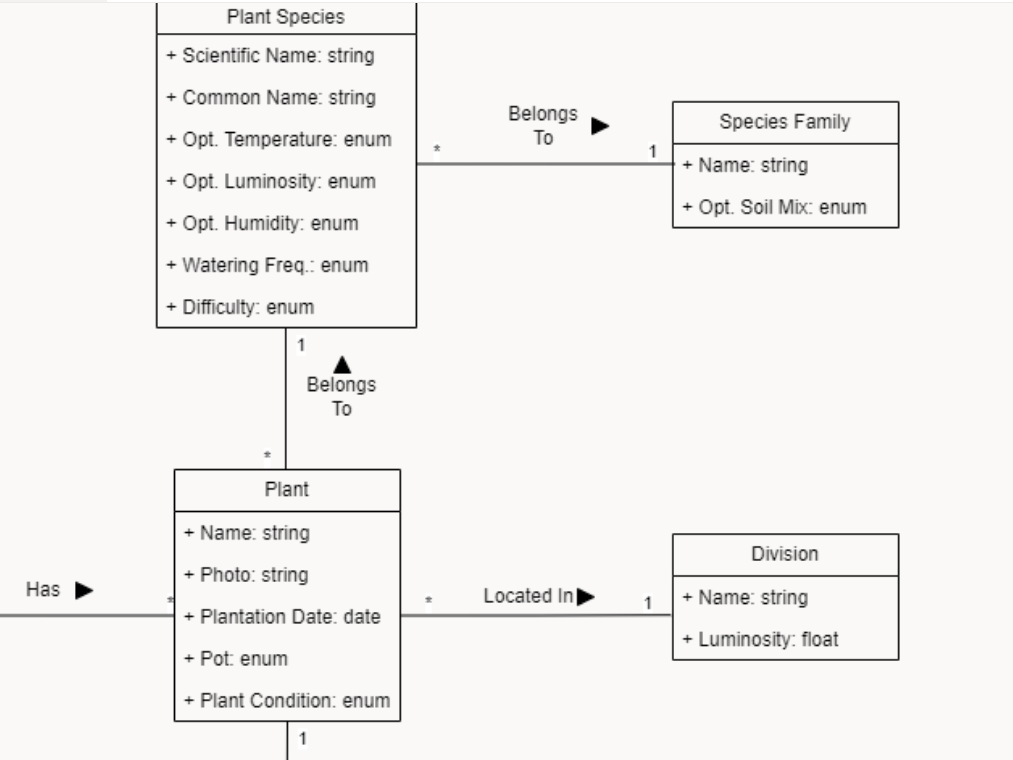 Plant Species
+ Scientific Name: string
+ Common Name: string
+ Opt. Temperature: enum
+ Opt. Luminosity: enum
+ Opt. Humidity: enum
+ Watering Freq.: enum
+ Difficulty: enum
*
Belongs
To
1
Species Family
+ Name: string
+ Opt. Soil Mix: enum
1
Belongs
To
*
Plant
+ Name: string
+ Photo: string
+ Plantation Date: date
+ Pot: enum
+ Plant Condition: enum
Has
*
*
Located In
1
Division
+ Name: string
+ Luminosity: float
1